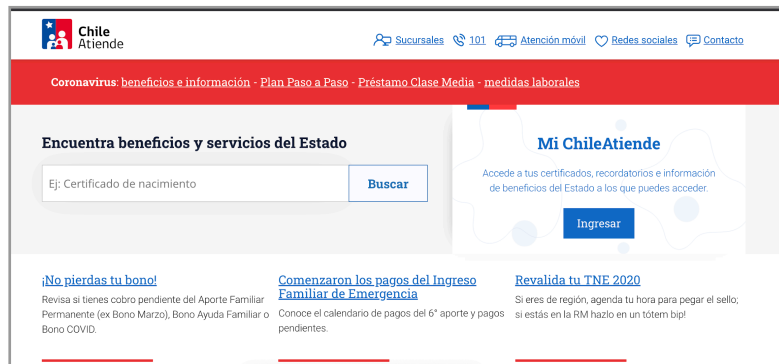 Chile
Atiende
Sucursales 101 Atención móvil Redes sociales Contacto
Coronavirus: beneficios e información - Plan Paso a Paso - Préstamo Clase Media - medidas laborales
Encuentra beneficios y servicios del Estado
Ej: Certificado de nacimiento
Buscar
Mi ChileAtiende
Accede a tus certificados, recordatorios e información
de beneficios del Estado a los que puedes acceder.
Ingresar
¡No pierdas tu bono!
Revisa si tienes cobro pendiente del Aporte Familiar
Permanente (ex Bono Marzo), Bono Ayuda Familiar o
Bono COVID.
Comenzaron los pagos del Ingreso
Familiar de Emergencia
Conoce el calendario de pagos del 6° aporte y pagos
pendientes.
Revalida tu TNE 2020
Si eres de región, agenda tu hora para pegar el sello;
si estás en la RM hazlo en un tótem bip!